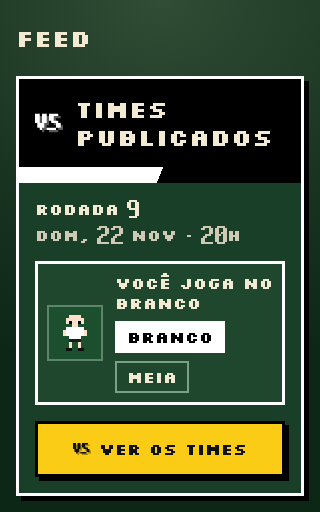 FEED
VS TIMES
PUBLICADOS
RODADA 9
DOM, 22 NOV · 20H
VOCÊ JOGA NO
BRANCO
BRANCO
MEIA
VS VER OS TIMES